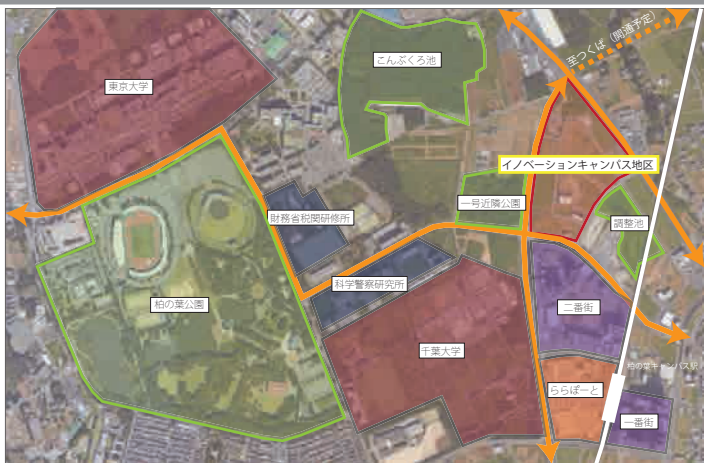 至つくば（開通予定）
こんぶくろ池
東京大学
イノベーションキャンパス地区
一号近隣公園
財務省税関研修所
調整池
科学警察研究所
柏の葉公園
二番街
千葉大学
柏の葉キャンパス駅
ららぽーと
一番街